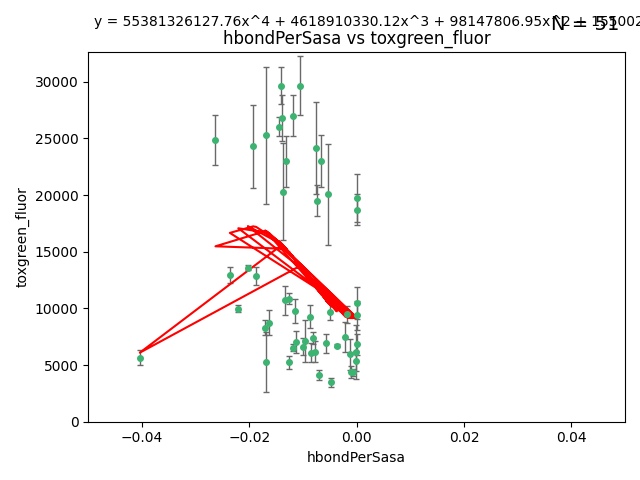 y = 55381326127.76x^4 + 4618910330.12x^3 + 98147806.95x^2 +
N = 51
hbondPerSasa vs toxgreen_fluor
30000
25000
20000
15000
10000
5000
0
toxgreen_fluor
−0.04
−0.02
0.00
0.02
0.04
hbondPerSasa